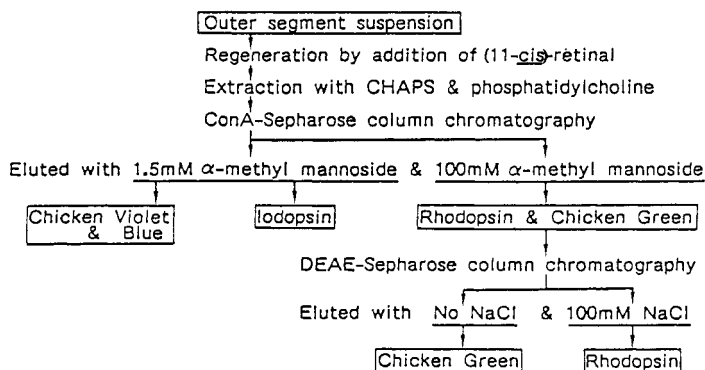 Outer segment suspension
Regeneration by addition of (11-cis)-retinal
Extraction with CHAPS & phosphatidylcholine
ConA-Sepharose column chromatography
Eluted with 1.5mM α-methyl mannoside & 100mM α-methyl mannoside
Chicken Violet & Blue
Iodopsin
Rhodopsin & Chicken Green
DEAE-Sepharose column chromatography
Eluted with No NaCl & 100mM NaCl
Chicken Green
Rhodopsin